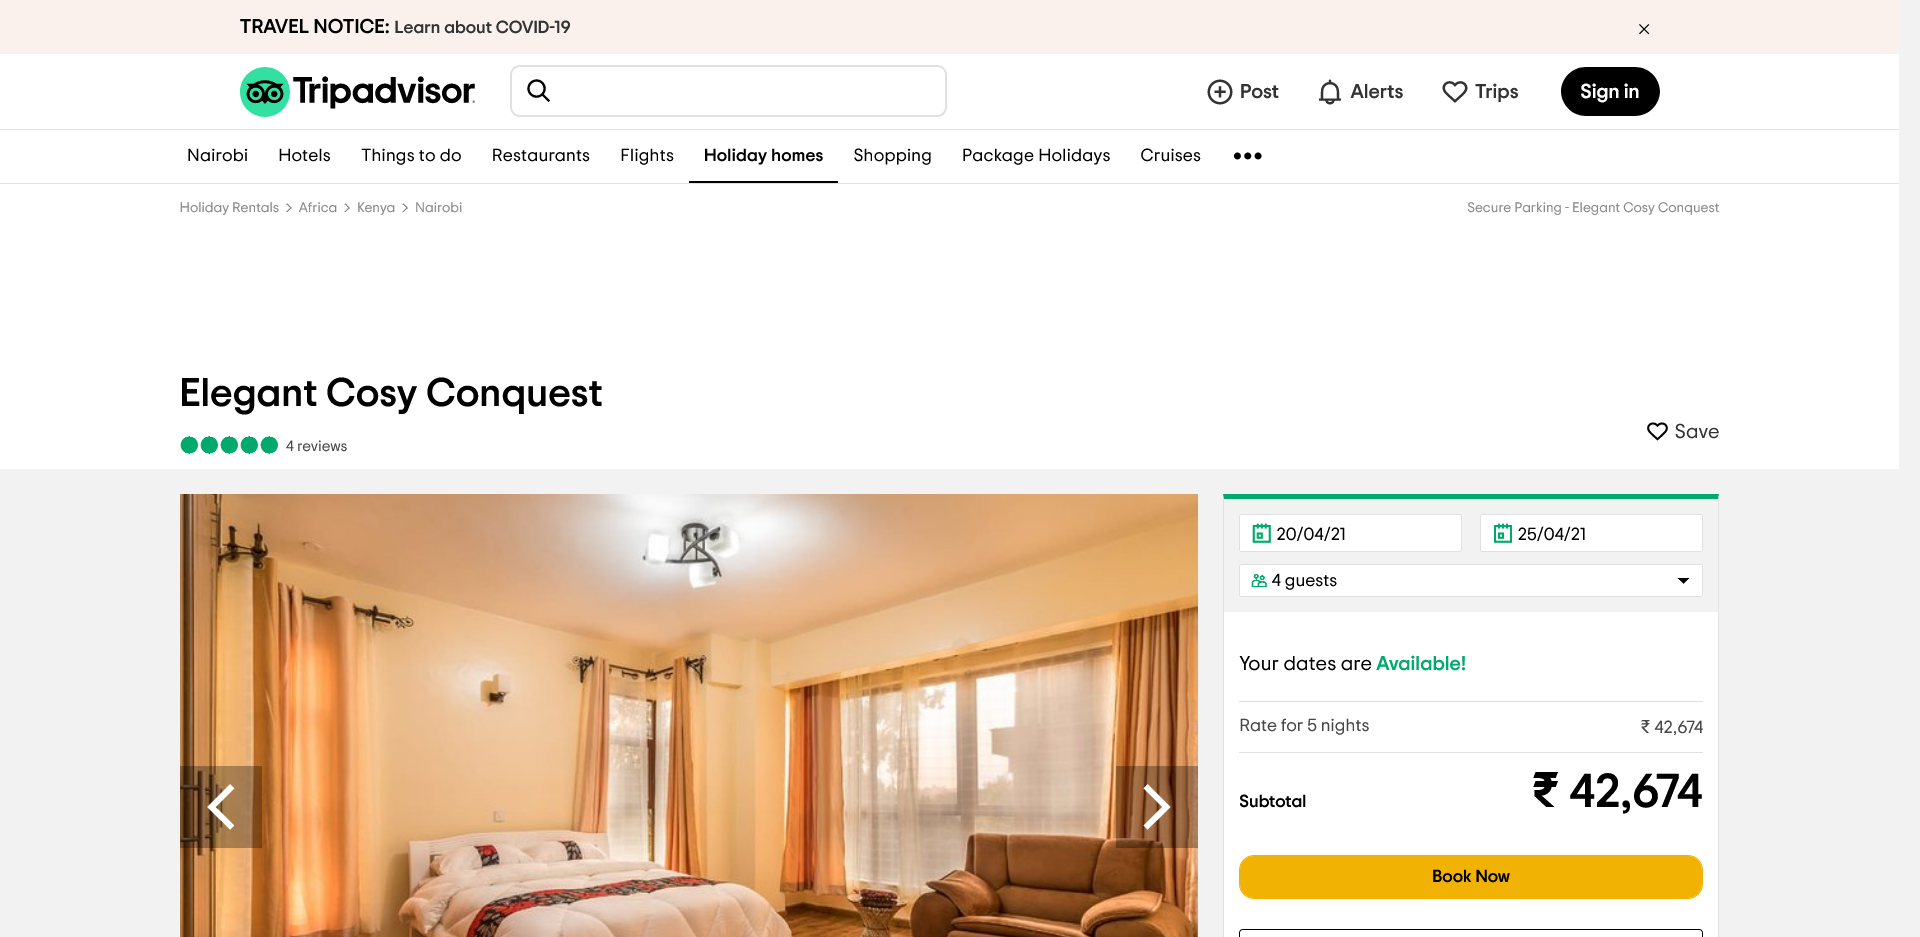 TRAVEL NOTICE: Learn about COVID-19
Tripadvisor
Post
Alerts
Trips
Sign in
Nairobi
Hotels
Things to do
Restaurants
Flights
Holiday homes
Shopping
Package Holidays
Cruises
Holiday Rentals > Africa > Kenya > Nairobi
Secure Parking - Elegant Cosy Conquest
Elegant Cosy Conquest
4 reviews
Save
20/04/21
25/04/21
4 guests
Your dates are Available!
Rate for 5 nights
₹ 42,674
Subtotal
₹ 42,674
Book Now